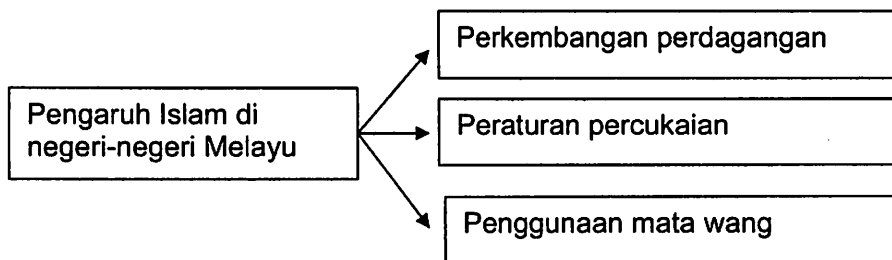 Pengaruh Islam di
negeri-negeri Melayu
Perkembangan perdagangan
Peraturan percukaian
Penggunaan mata wang